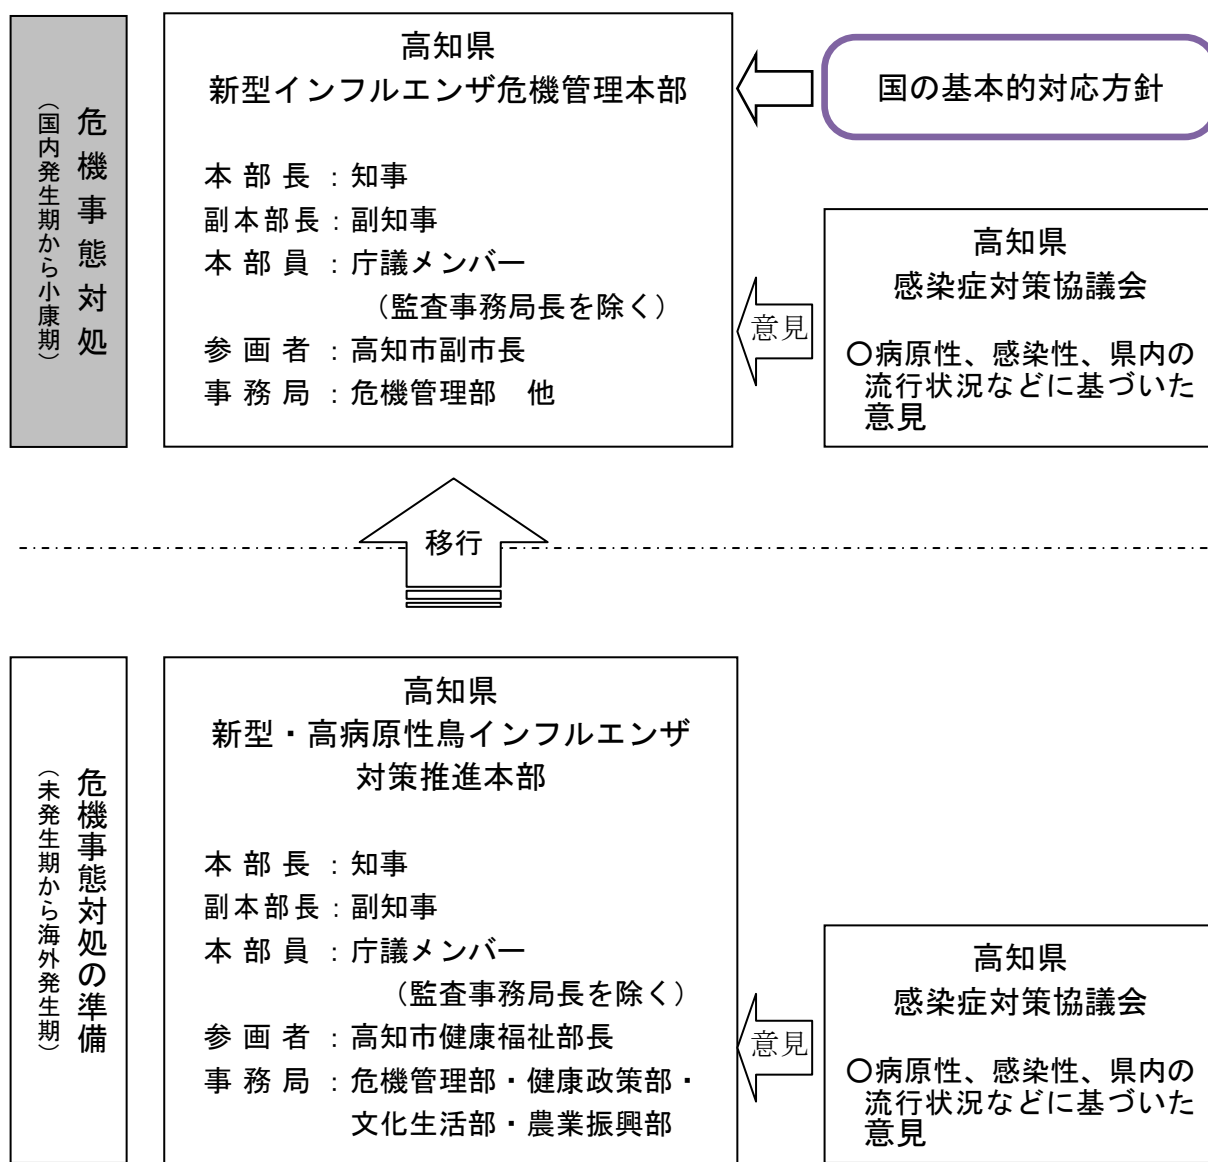 危機事態対処
（国内発生期から小康期）
高知県
新型インフルエンザ危機管理本部
本 部 長 ：知事
副本部長：副知事
本 部 員 ：庁議メンバー
（監査事務局長を除く）
参 画 者 ：高知市副市長
事 務 局 ：危機管理部　他
国の基本的対応方針
高知県
感染症対策協議会
意見
○病原性、感染性、県内の
流行状況などに基づいた
意見
移行
危機事態対処の準備
（未発生期から海外発生期）
高知県
新型・高病原性鳥インフルエンザ
対策推進本部
本 部 長 ：知事
副本部長：副知事
本 部 員 ：庁議メンバー
（監査事務局長を除く）
参 画 者 ：高知市健康福祉部長
事 務 局 ：危機管理部・健康政策部・
文化生活部・農業振興部
高知県
感染症対策協議会
意見
○病原性、感染性、県内の
流行状況などに基づいた
意見